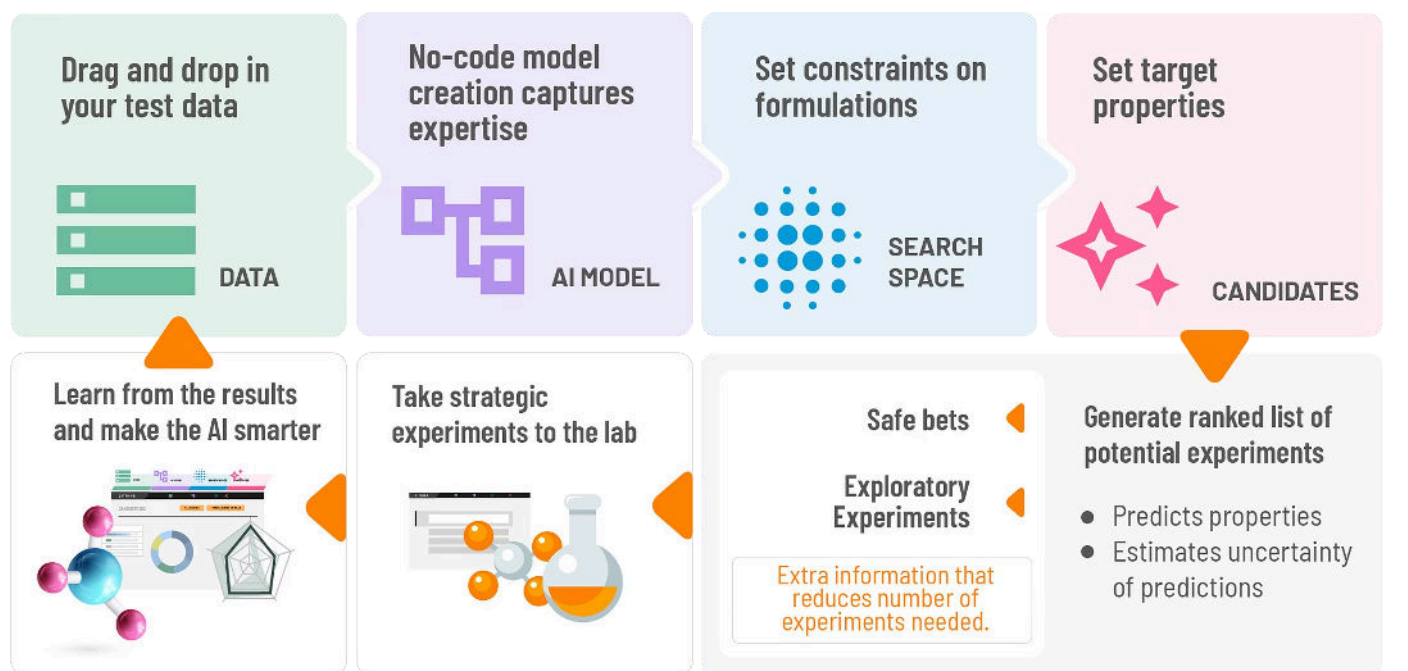 Drag and drop in
your test data
DATA
No-code model
creation captures
expertise
AI MODEL
Set constraints on
formulations
SEARCH
SPACE
Set target
properties
CANDIDATES
Generate ranked list of
potential experiments
● Predicts properties
● Estimates uncertainty
of predictions
Safe bets
Exploratory
Experiments
Extra information that
reduces number of
experiments needed.
Take strategic
experiments to the lab
Learn from the results
and make the AI smarter